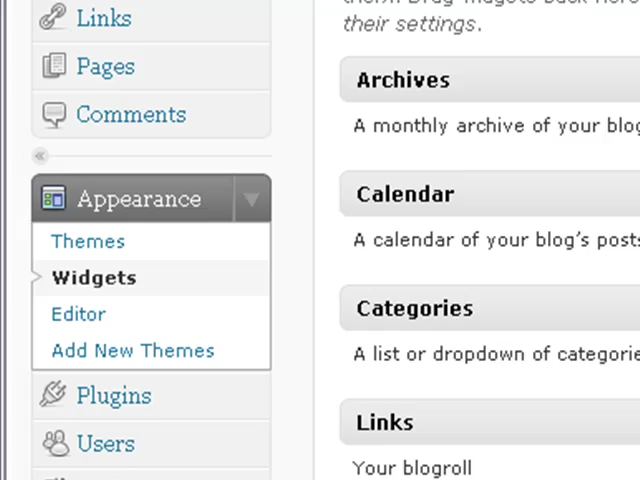 Links
Pages
Comments
Appearance
Themes
Widgets
Editor
Add New Themes
Plugins
Users
their settings.
Archives
A monthly archive of your blog
Calendar
A calendar of your blog's posts
Categories
A list or dropdown of categorie
Links
Your blogroll